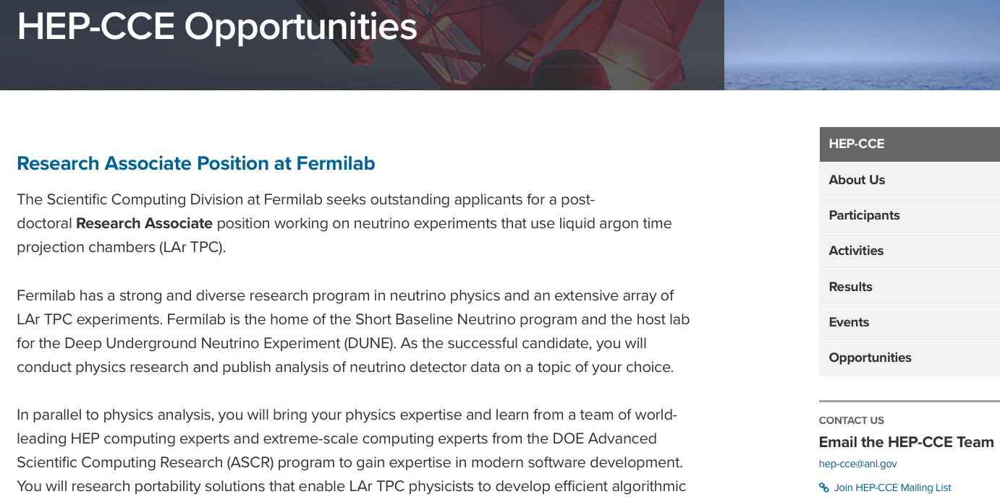 HEP-CCE Opportunities
Research Associate Position at Fermilab
The Scientific Computing Division at Fermilab seeks outstanding applicants for a post-
doctoral Research Associate position working on neutrino experiments that use liquid argon time
projection chambers (LAr TPC).
Fermilab has a strong and diverse research program in neutrino physics and an extensive array of
LAr TPC experiments. Fermilab is the home of the Short Baseline Neutrino program and the host lab
for the Deep Underground Neutrino Experiment (DUNE). As the successful candidate, you will
conduct physics research and publish analysis of neutrino detector data on a topic of your choice.
In parallel to physics analysis, you will bring your physics expertise and learn from a team of world-
leading HEP computing experts and extreme-scale computing experts from the DOE Advanced
Scientific Computing Research (ASCR) program to gain expertise in modern software development.
You will research portability solutions that enable LAr TPC physicists to develop efficient algorithmic
HEP-CCE
About Us
Participants
Activities
Results
Events
Opportunities
CONTACT US
Email the HEP-CCE Team
hep-cce@anl.gov
Join HEP-CCE Mailing List